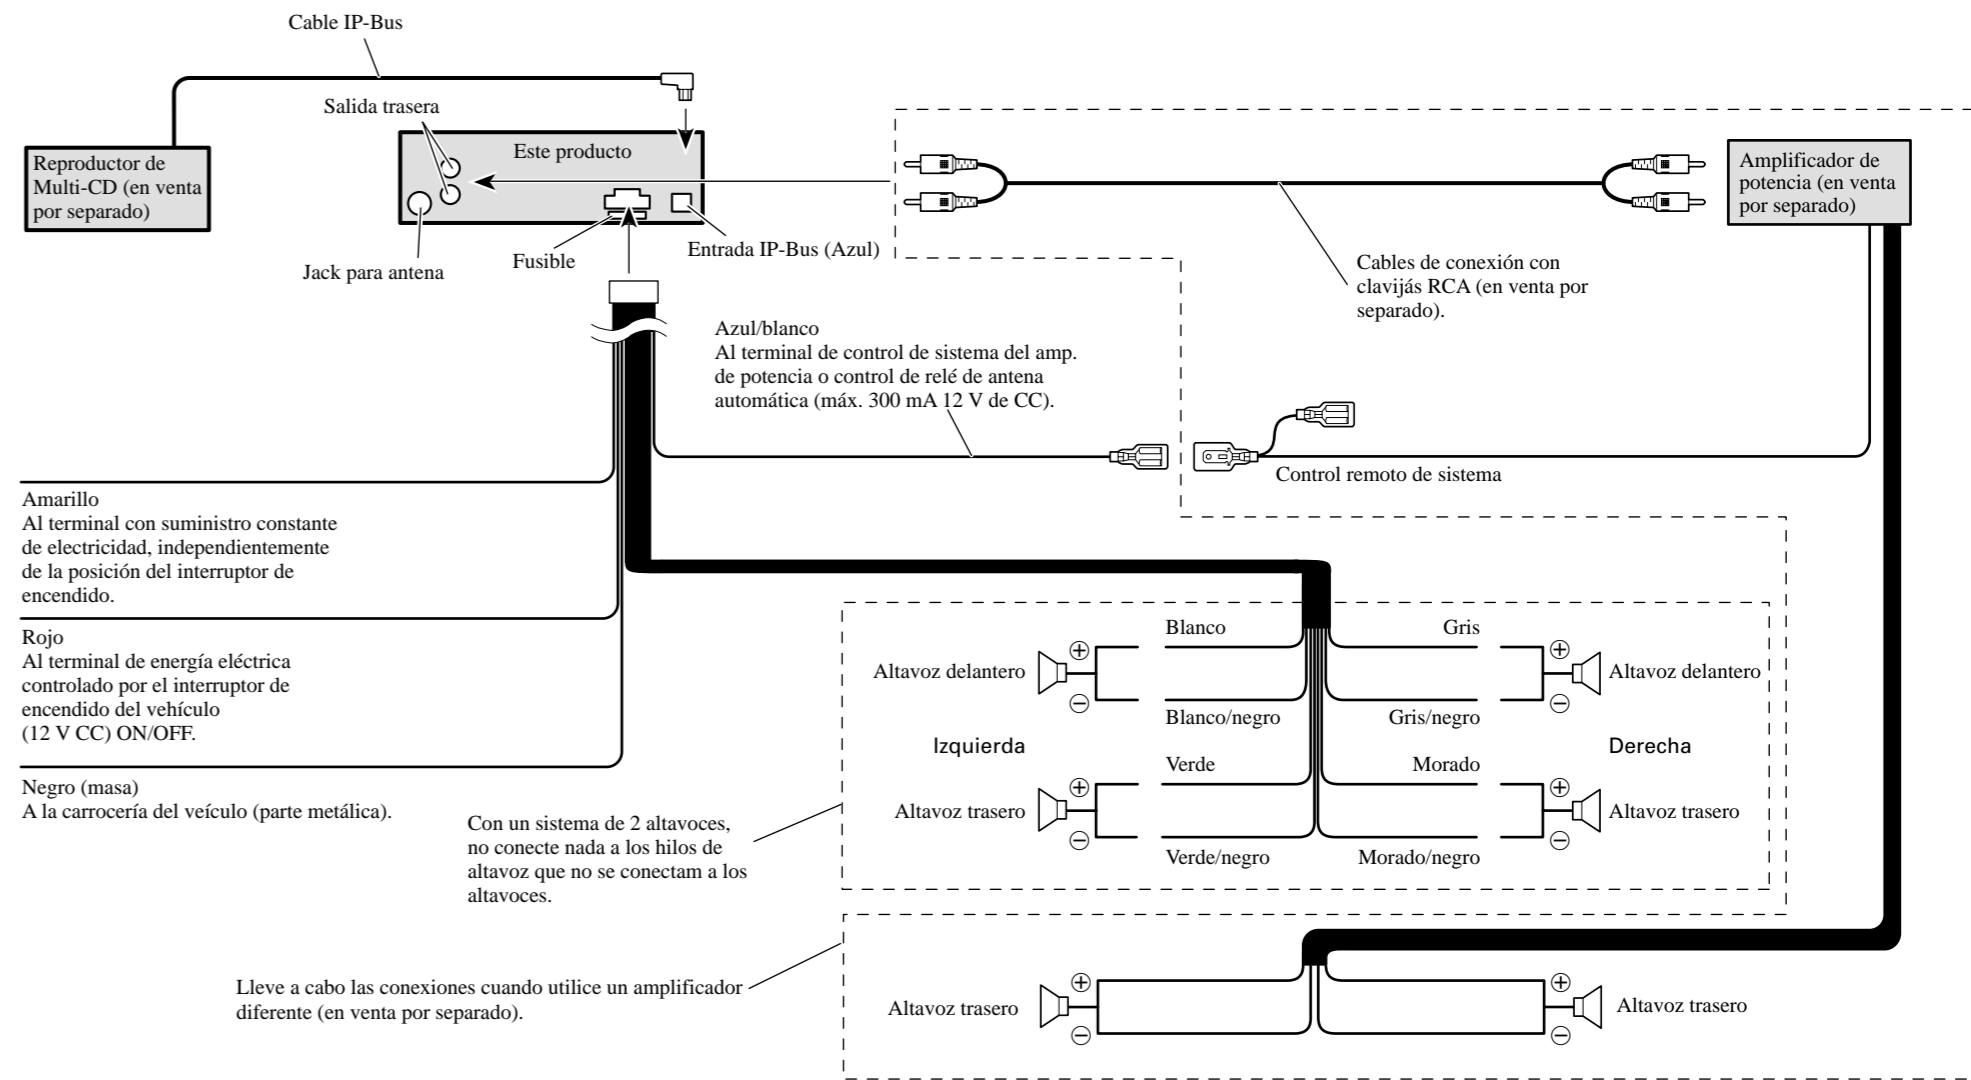 Cable IP-Bus
Salida trasera
Este producto
Reproductor de
Multi-CD (en venta
por separado)
Amplificador de
potencia (en venta
por separado)
Jack para antena
Fusible
Entrada IP-Bus (Azul)
Cables de conexión con
clavijás RCA (en venta por
separado).
Azul/blanco
Al terminal de control de sistema del amp.
de potencia o control de relé de antena
automática (máx. 300 mA 12 V de CC).
Control remoto de sistema
Amarillo
Al terminal con suministro constante
de electricidad, independientemente
de la posición del interruptor de
encendido.
Rojo
Al terminal de energía eléctrica
controlado por el interruptor de
encendido del vehículo
(12 V CC) ON/OFF.
Negro (masa)
A la carrocería del veículo (parte metálica).
Blanco
Gris
+
+
Altavoz delantero
Altavoz delantero
−
−
Blanco/negro
Gris/negro
Izquierda
Derecha
Verde
Morado
+
+
Altavoz trasero
Altavoz trasero
−
−
Verde/negro
Morado/negro
Con un sistema de 2 altavoces,
no conecte nada a los hilos de
altavoz que no se conectam a los
altavoces.
Lleve a cabo las conexiones cuando utilice un amplificador
diferente (en venta por separado).
+
+
Altavoz trasero
Altavoz trasero
−
−